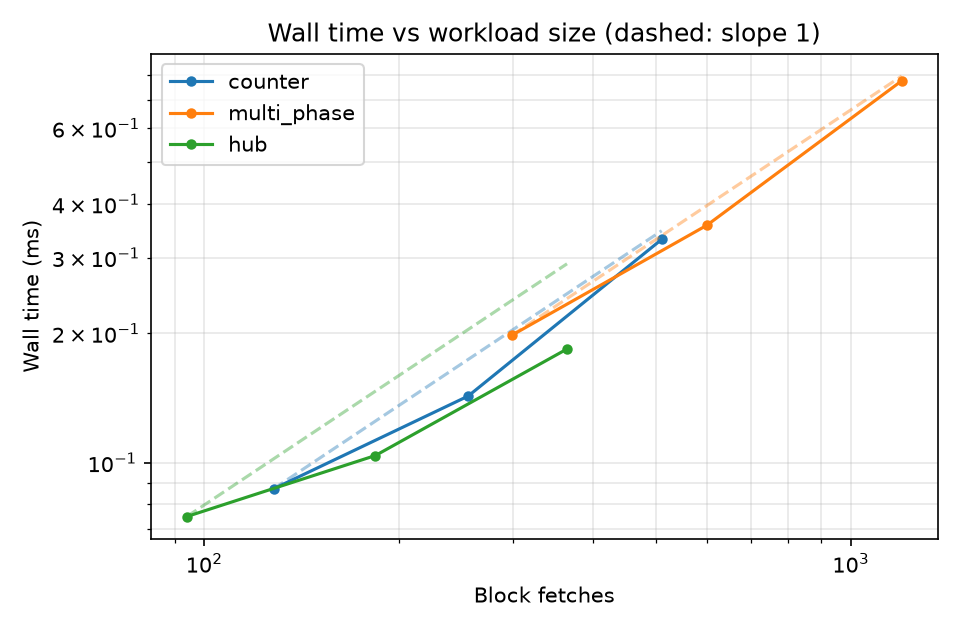 Wall time vs workload size (dashed: slope 1)
counter
multi_phase
hub
6 × 10⁻¹
4 × 10⁻¹
3 × 10⁻¹
2 × 10⁻¹
10⁻¹
Wall time (ms)
10² 10³
Block fetches